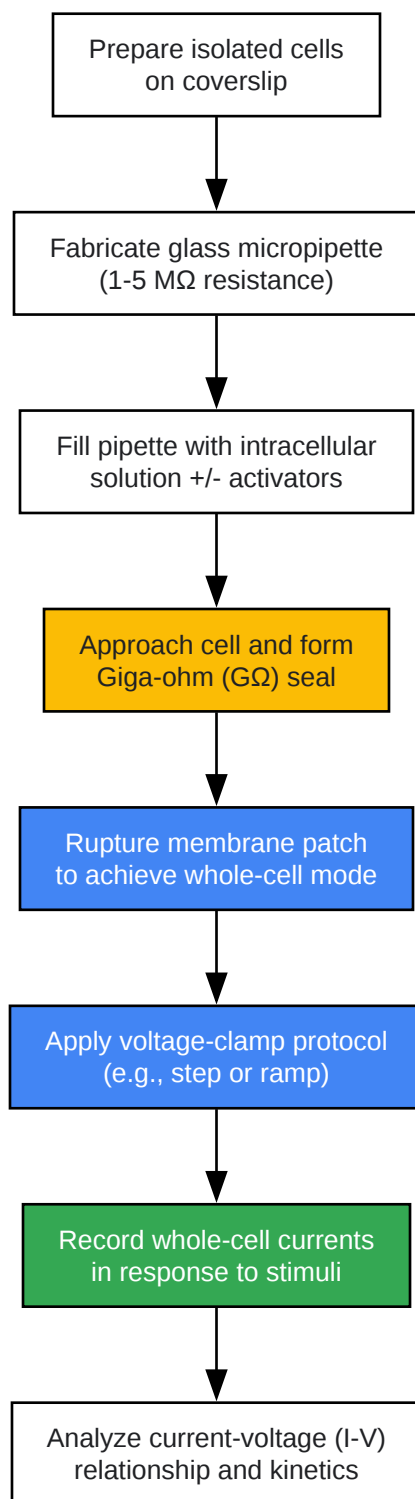 Prepare isolated cells
on coverslip
Fabricate glass micropipette
(1-5 MΩ resistance)
Fill pipette with intracellular
solution +/- activators
Approach cell and form
Giga-ohm (GΩ) seal
Rupture membrane patch
to achieve whole-cell mode
Apply voltage-clamp protocol
(e.g., step or ramp)
Record whole-cell currents
in response to stimuli
Analyze current-voltage (I-V)
relationship and kinetics